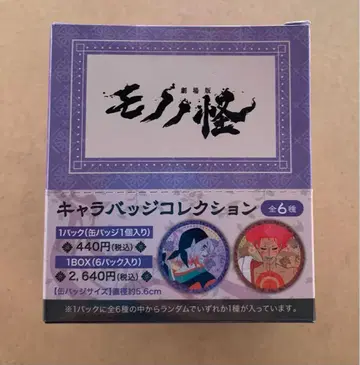 劇場版
モノノ怪
キャラバッジコレクション 全6種
1パック(缶バッジ1個入り)
440円(税込)
1BOX(6パック入り)
2,640円(税込)
【缶バッジサイズ】直径約5.6cm
※1パックに全6種の中からランダムでいずれか1種が入っています。